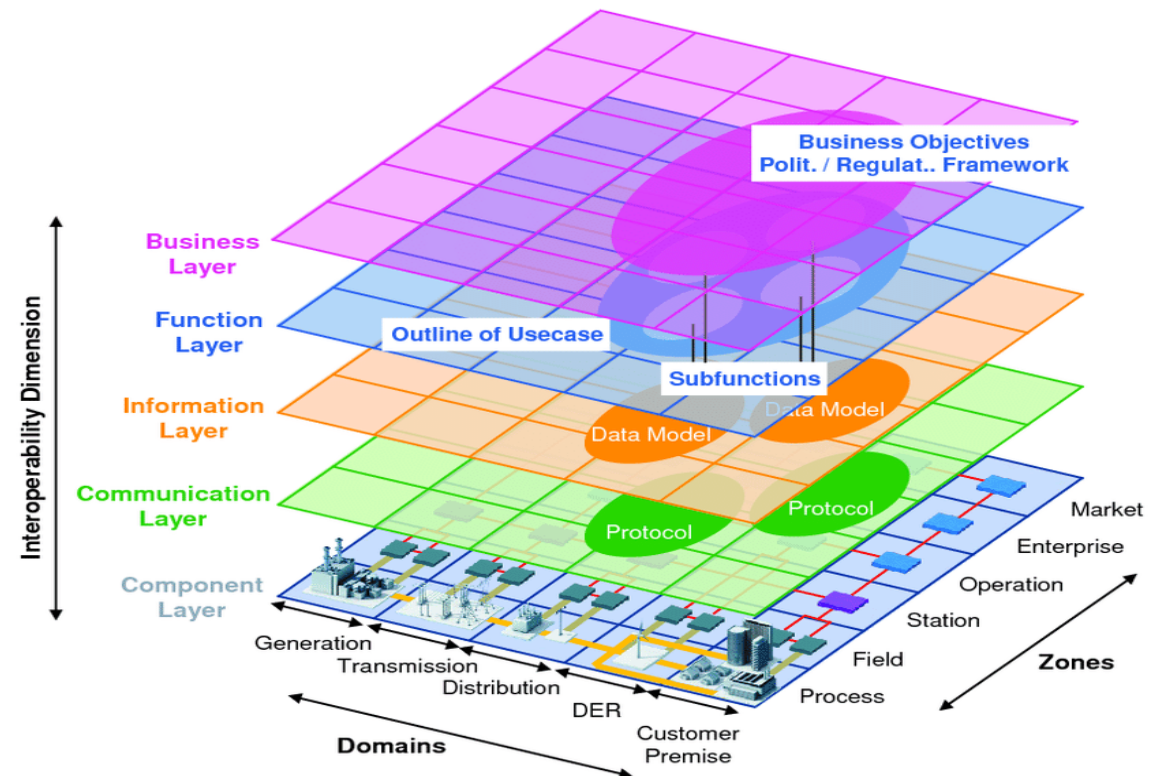 Business Objectives
Polit. / Regulat.. Framework
Business
Layer
Function
Layer
Outline of Usecase
Subfunctions
Information
Layer
Data Model
Data Model
Communication
Layer
Protocol
Protocol
Component
Layer
Interoperability Dimension
Generation
Transmission
Distribution
DER
Customer
Premise
Domains
Market
Enterprise
Operation
Station
Field
Process
Zones